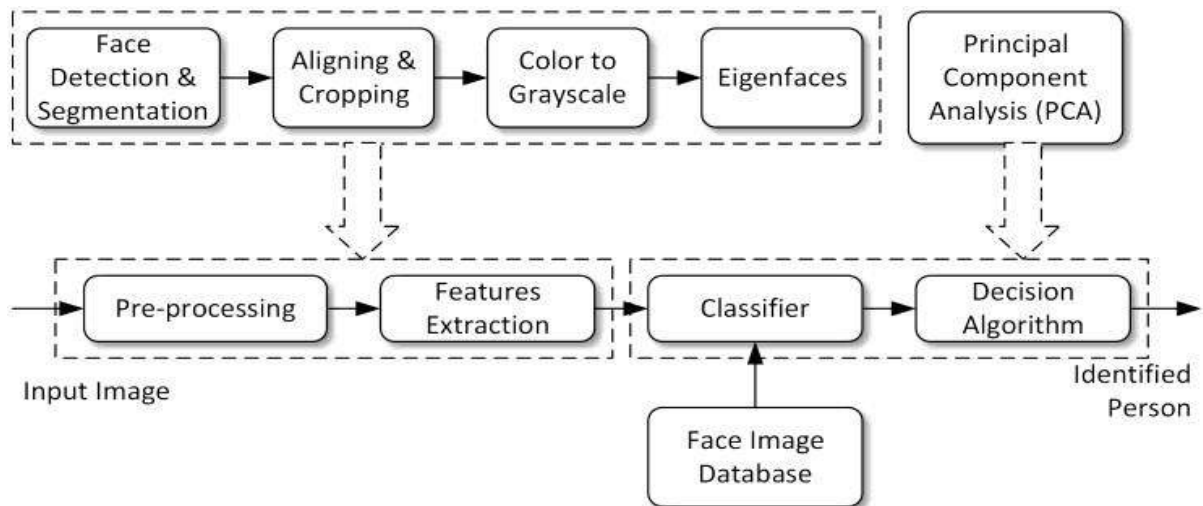 Face
Detection &
Segmentation
Aligning &
Cropping
Color to
Grayscale
Eigenfaces
Principal
Component
Analysis (PCA)
Pre-processing
Features
Extraction
Classifier
Decision
Algorithm
Input Image
Identified
Person
Face Image
Database